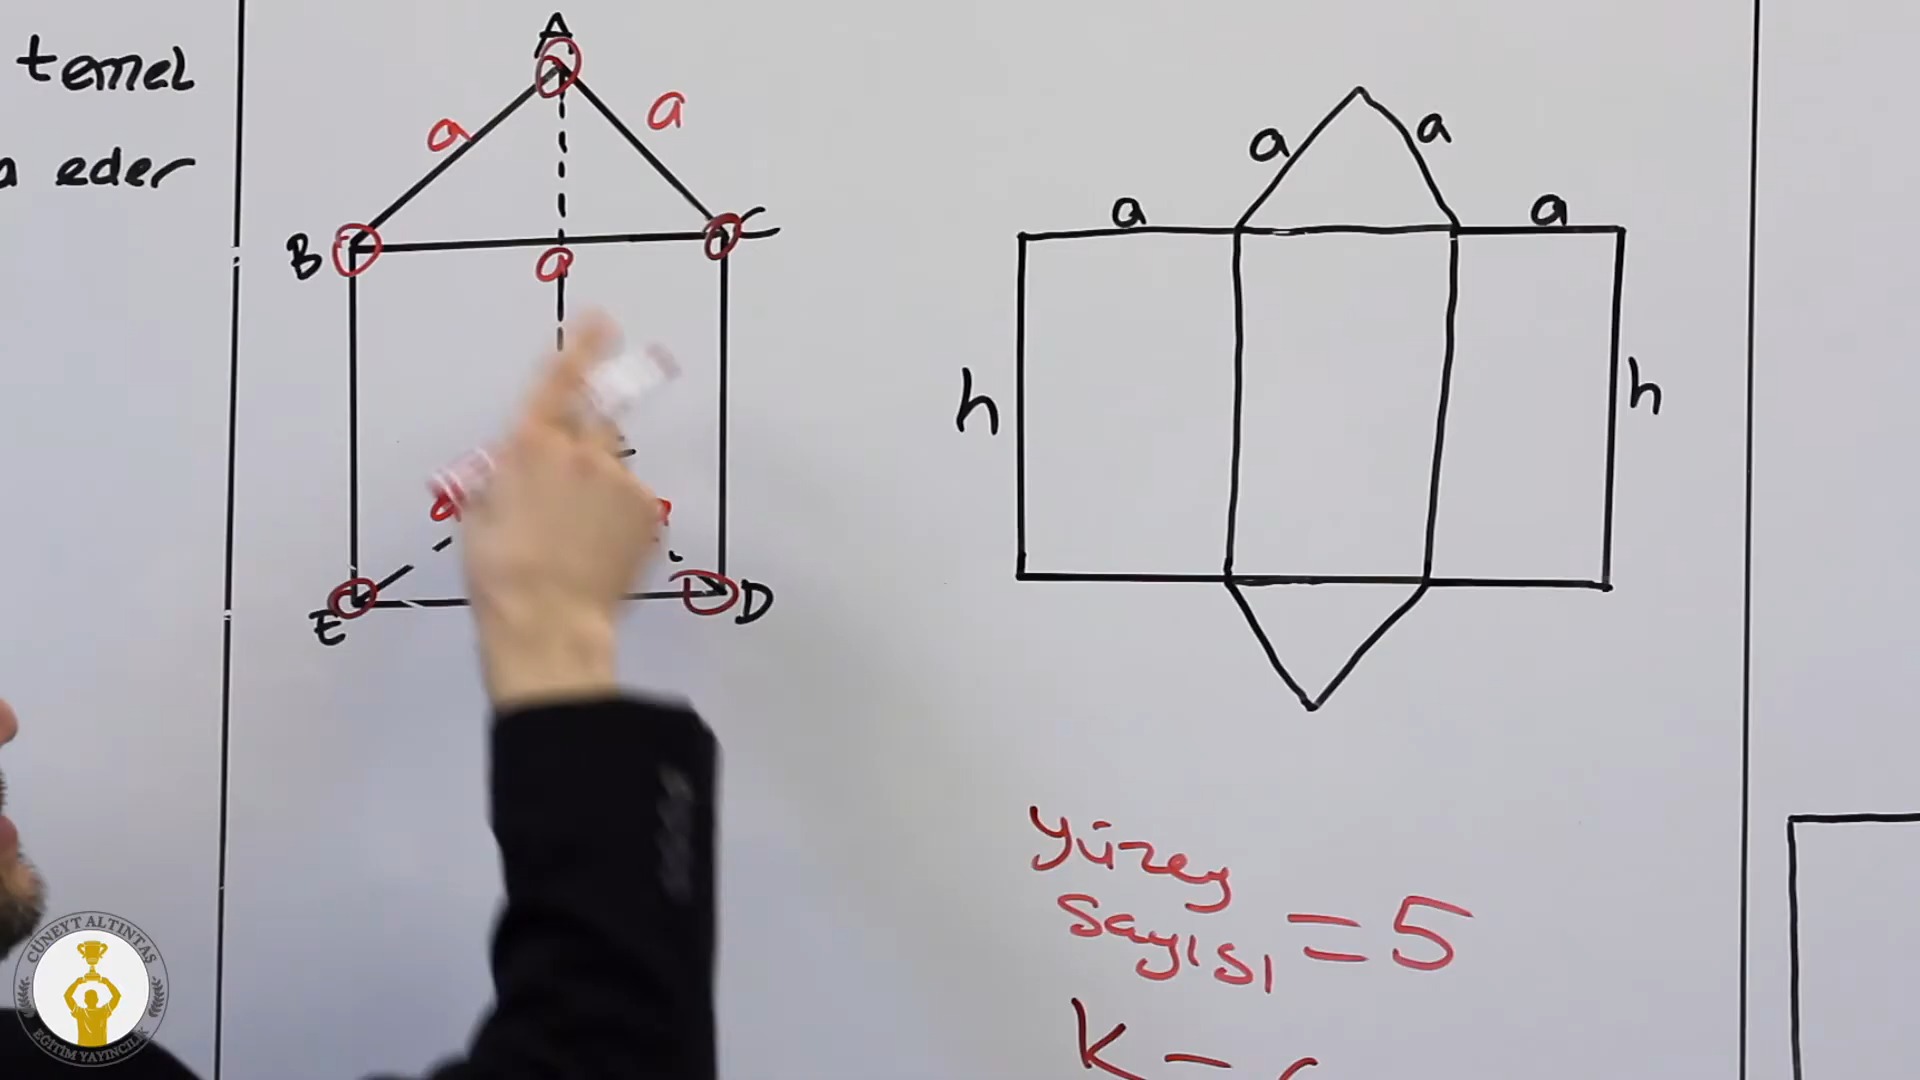 temel
a eder
A
a
a
B
C
a
a
a
E
D
a
a
a
a
h
h
yüzey
sayısı = 5
K
CÜNEYT ALTINTAŞ
EĞİTİM YAYINCILIK